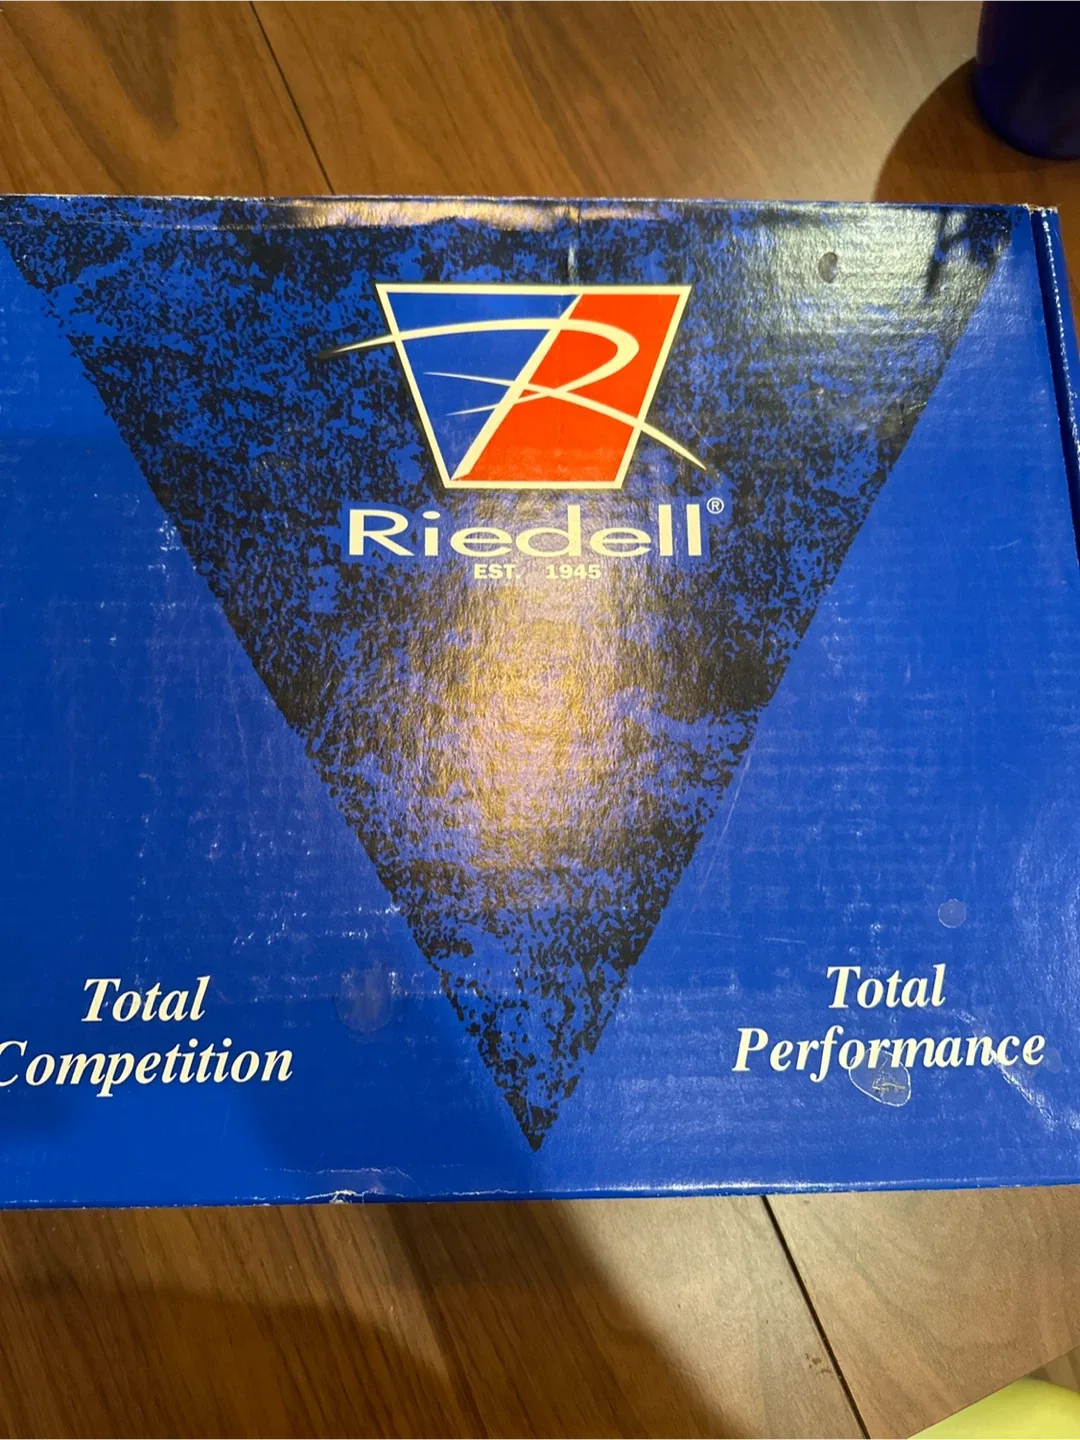 R
Riedell®
EST. 1945
Total
Competition
Total
Performance